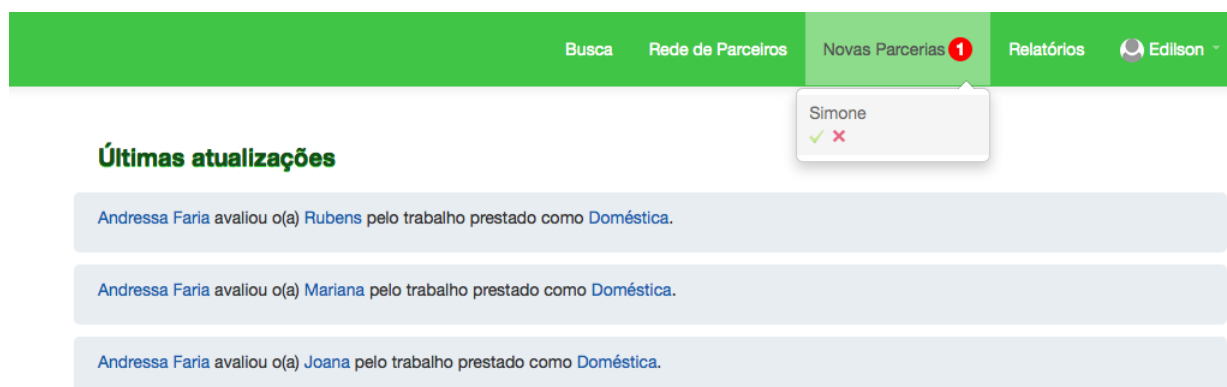 Busca Rede de Parceiros Novas Parcerias 1 Relatórios Edilson
Simone
Últimas atualizações
Andressa Faria avaliou o(a) Rubens pelo trabalho prestado como Doméstica.
Andressa Faria avaliou o(a) Mariana pelo trabalho prestado como Doméstica.
Andressa Faria avaliou o(a) Joana pelo trabalho prestado como Doméstica.